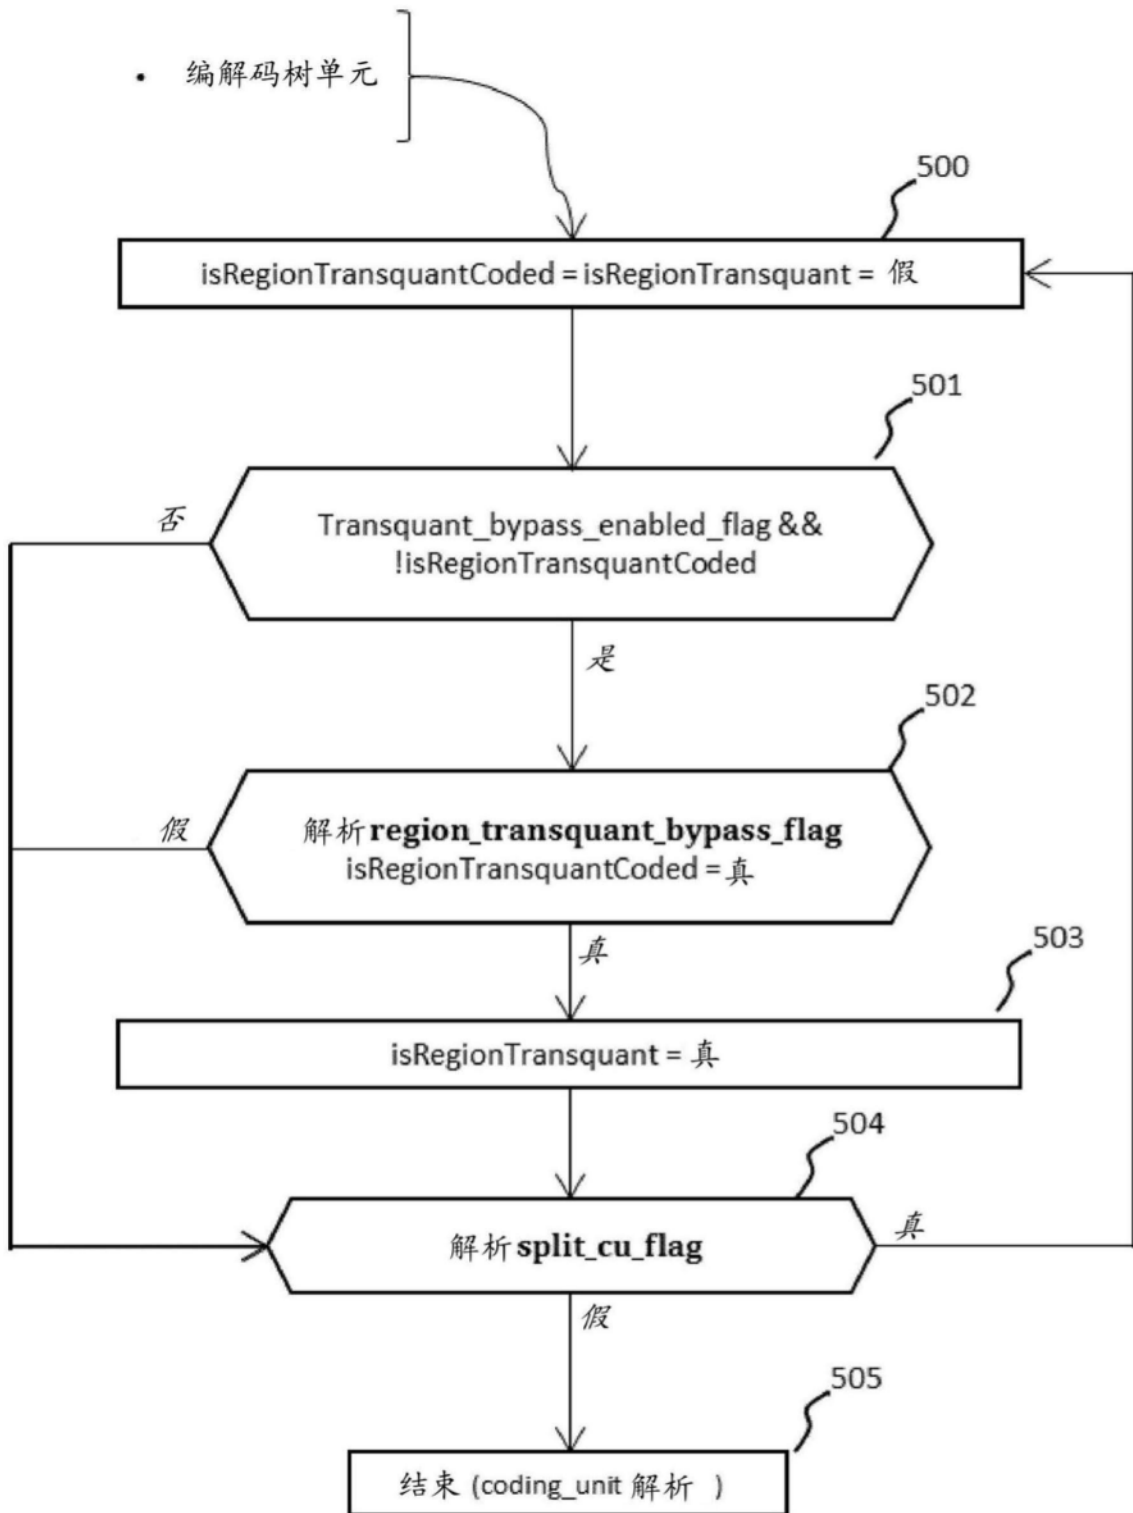 • 编解码树单元
500
isRegionTransquantCoded = isRegionTransquant = 假
501
否
Transquant_bypass_enabled_flag &&
!isRegionTransquantCoded
是
502
假
解析 region_transquant_bypass_flag
isRegionTransquantCoded = 真
真
503
isRegionTransquant = 真
504
解析 split_cu_flag
真
假
505
结束 (coding_unit 解析 )